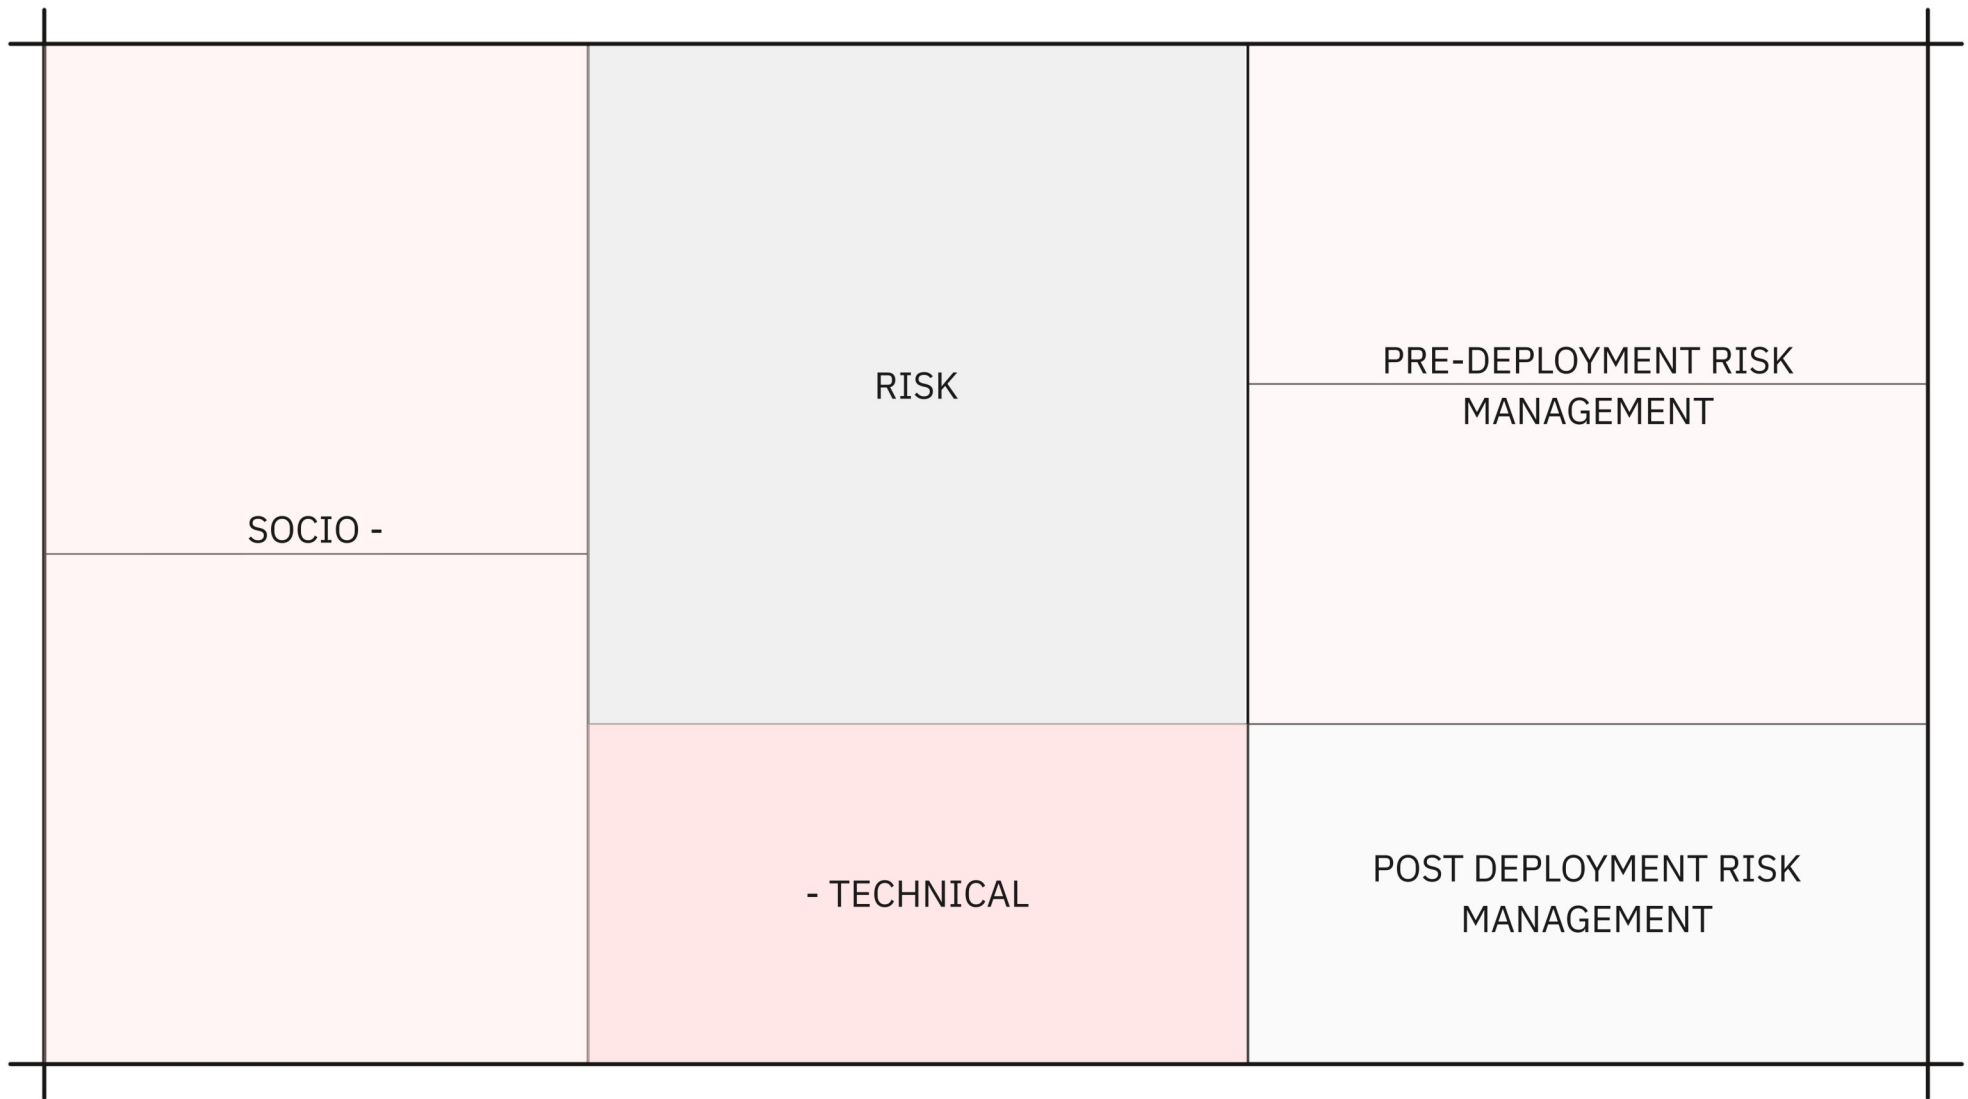 SOCIO -
RISK
- TECHNICAL
PRE-DEPLOYMENT RISK
MANAGEMENT
POST DEPLOYMENT RISK
MANAGEMENT